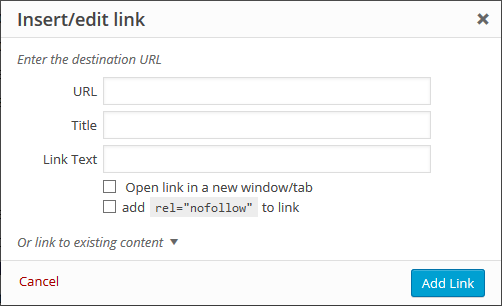 Insert/edit link
Enter the destination URL
URL
Title
Link Text
Open link in a new window/tab
add rel="nofollow" to link
Or link to existing content
Cancel
Add Link